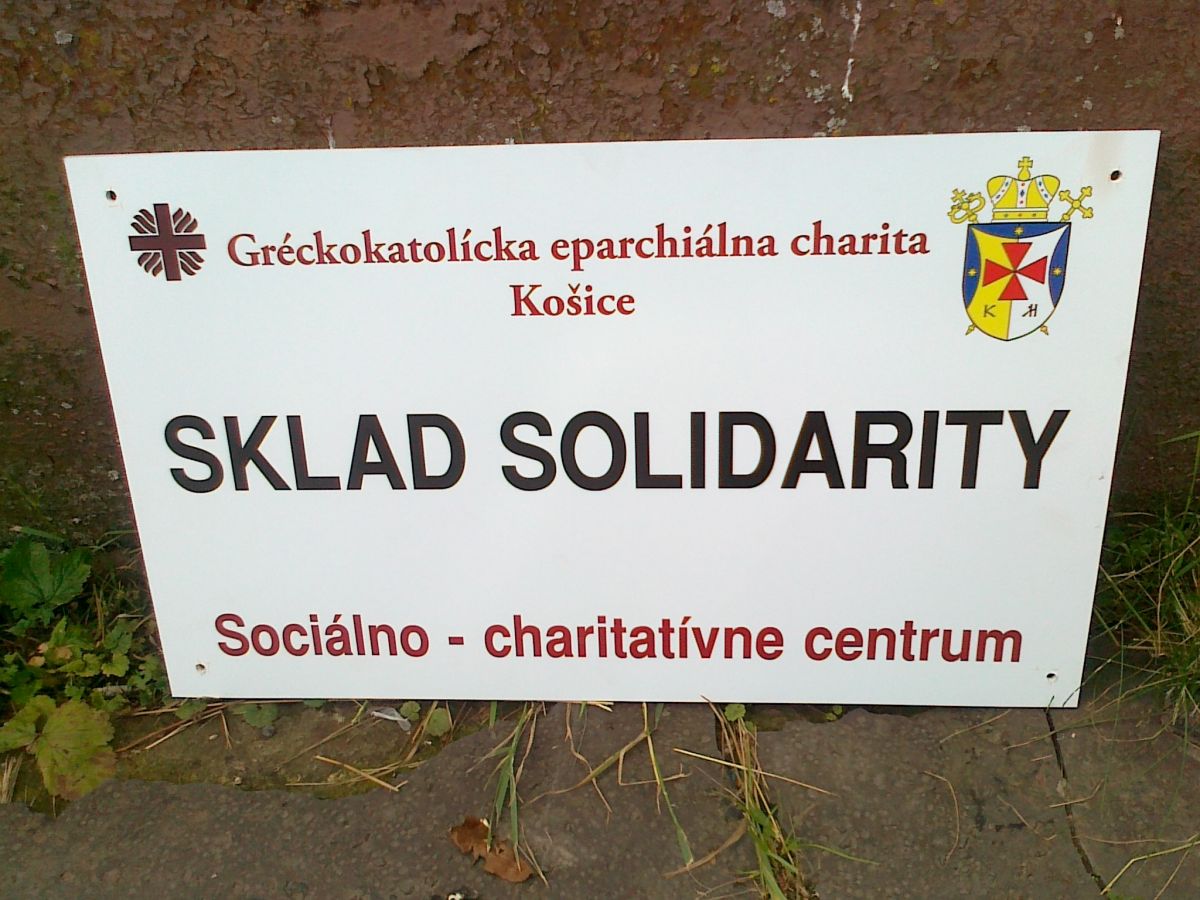 Gréckokatolícka eparchiálna charita
Košice
SKLAD SOLIDARITY
Sociálno - charitatívne centrum